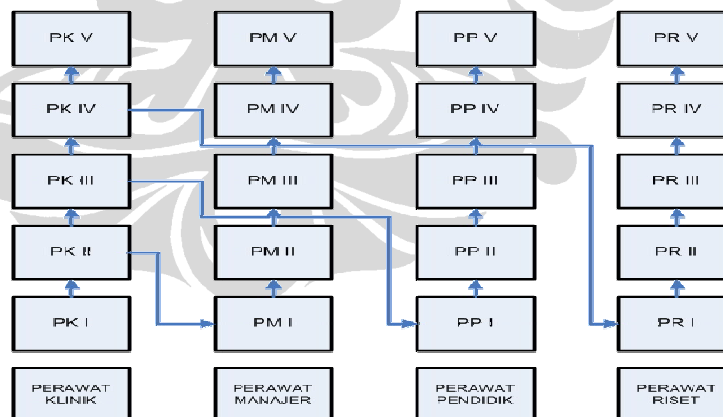 PK V
PM V
PP V
PR V
PK IV
PM IV
PP IV
PR IV
PK III
PM III
PP III
PR III
PK II
PM II
PP II
PR II
PK I
PM I
PP I
PR I
PERAWAT
KLINIK
PERAWAT
MANAJER
PERAWAT
PENDIDIK
PERAWAT
RISET